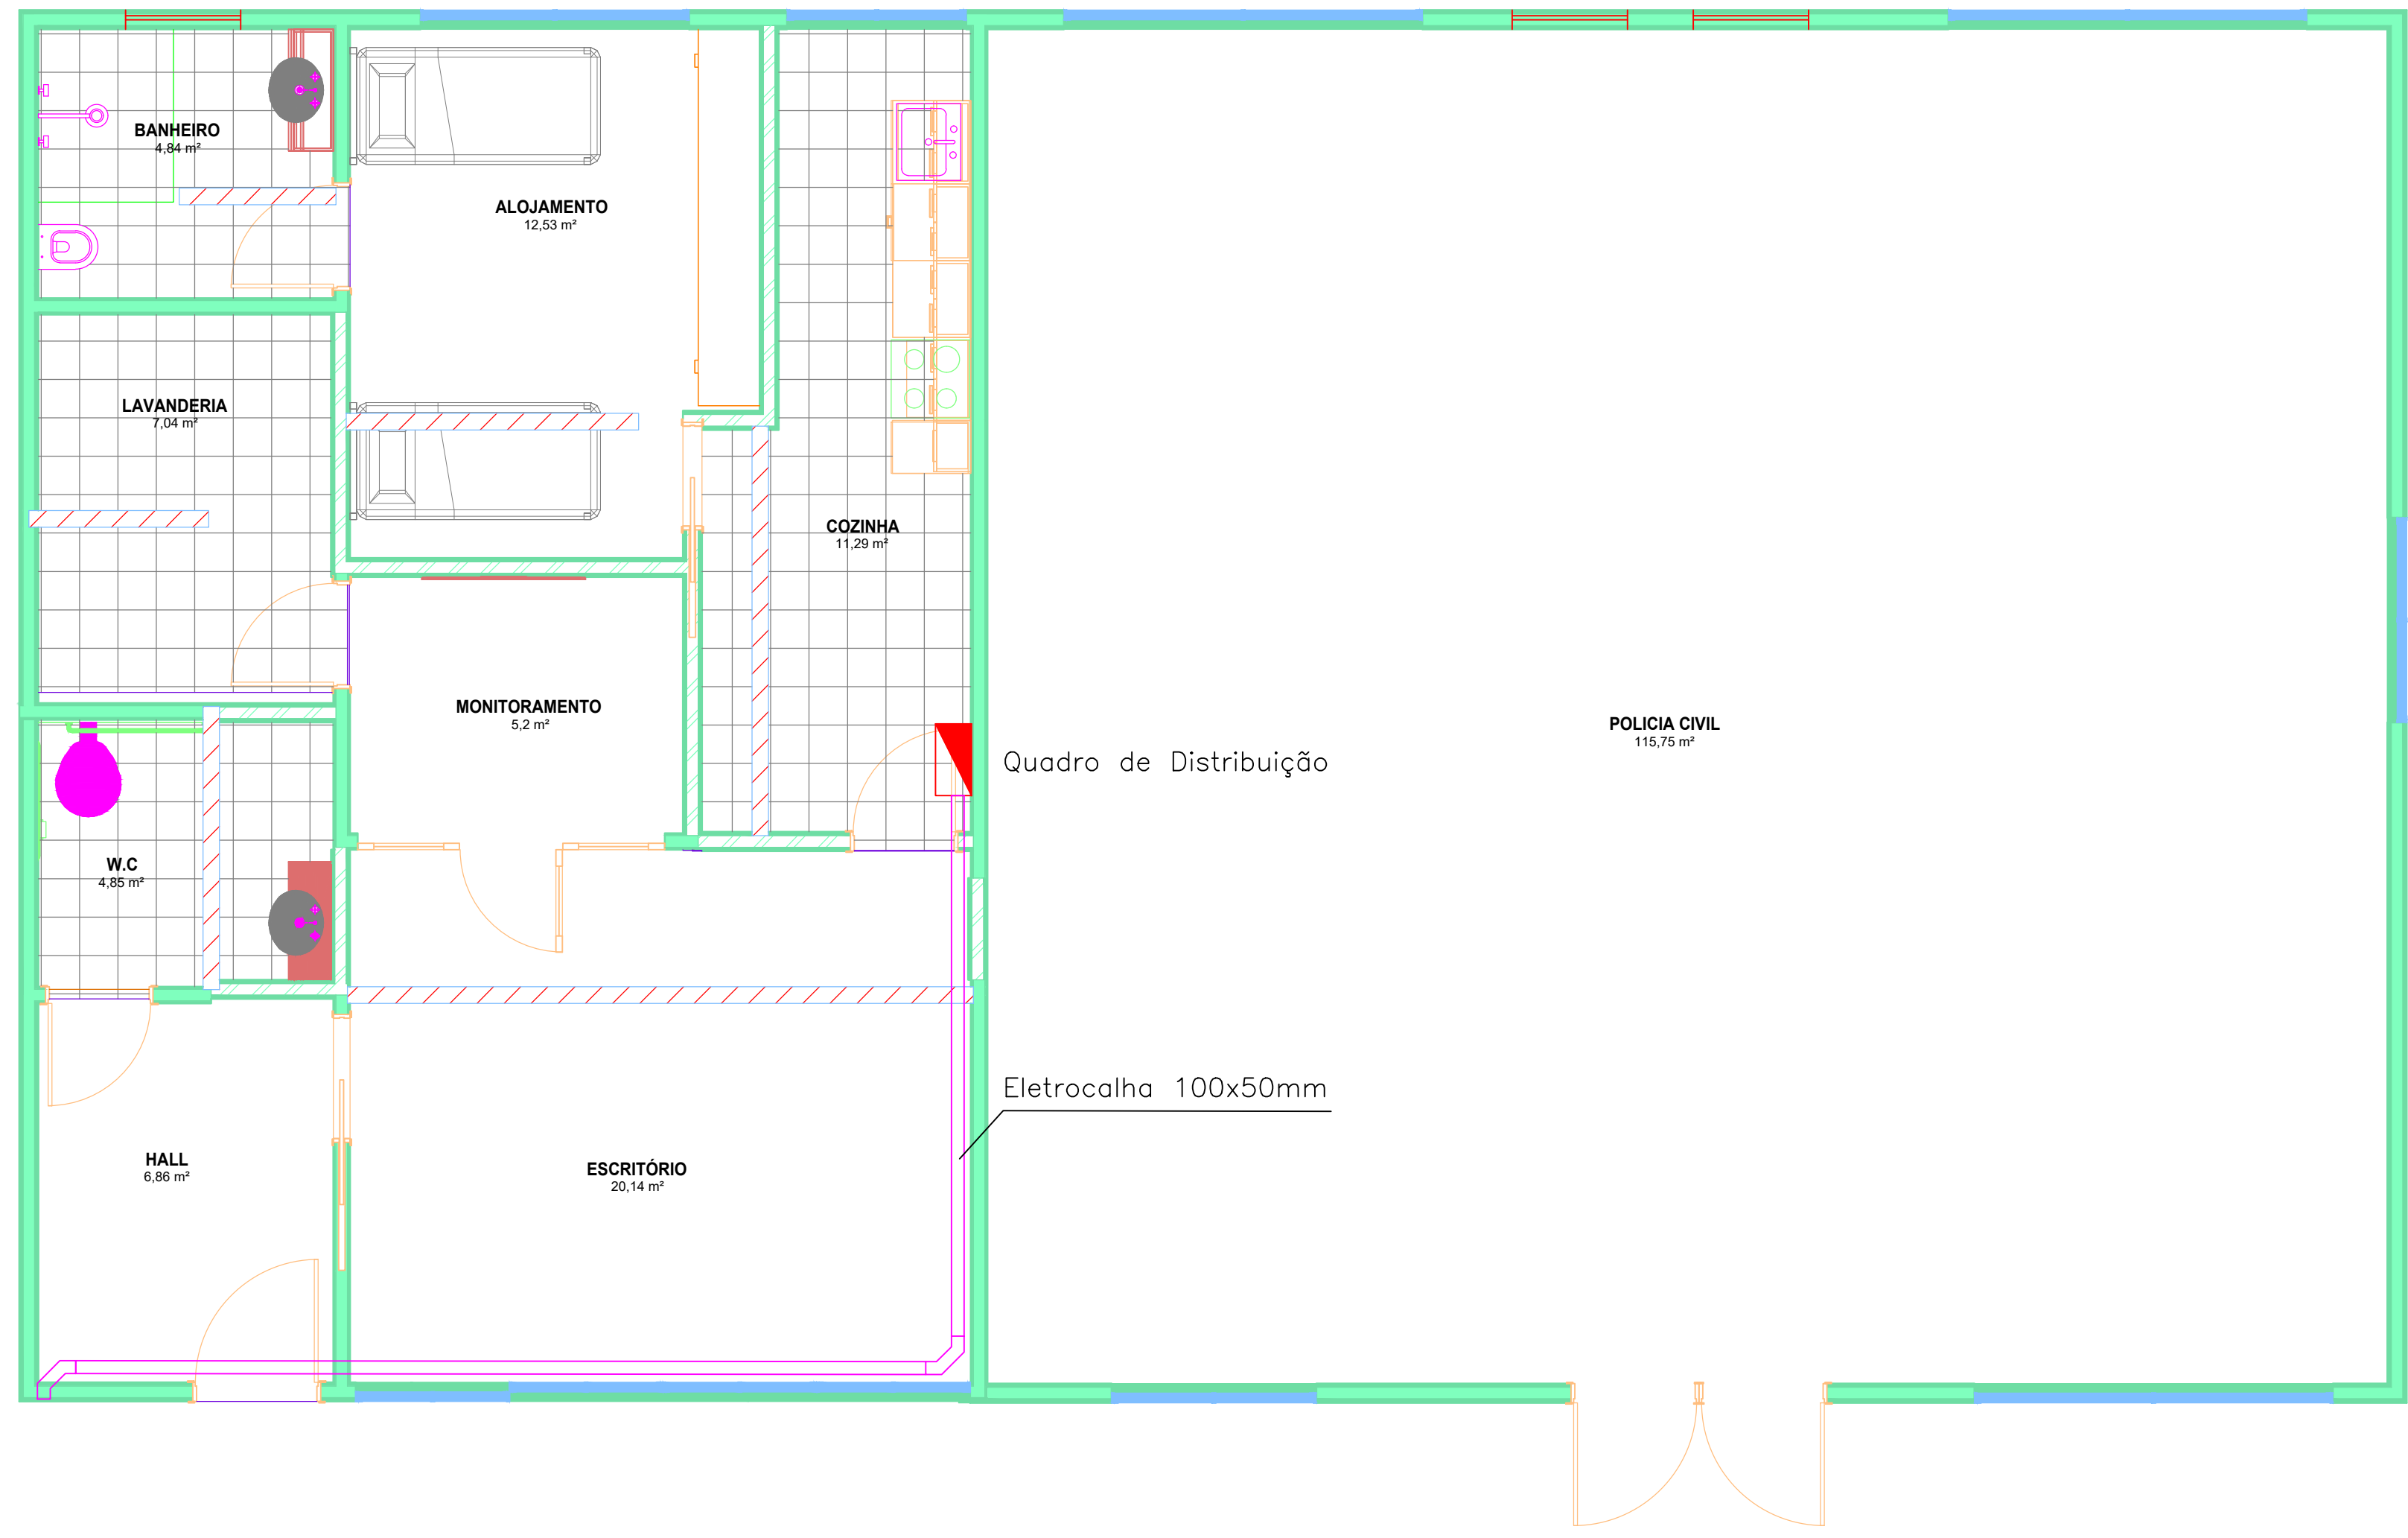 BANHEIRO
4,84 m²
ALOJAMENTO
12,53 m²
LAVANDERIA
7,04 m²
COZINHA
11,29 m²
MONITORAMENTO
5,2 m²
POLICIA CIVIL
115,75 m²
Quadro de Distribuição
W.C
4,85 m²
Eletrocalha 100x50mm
HALL
6,86 m²
ESCRITÓRIO
20,14 m²